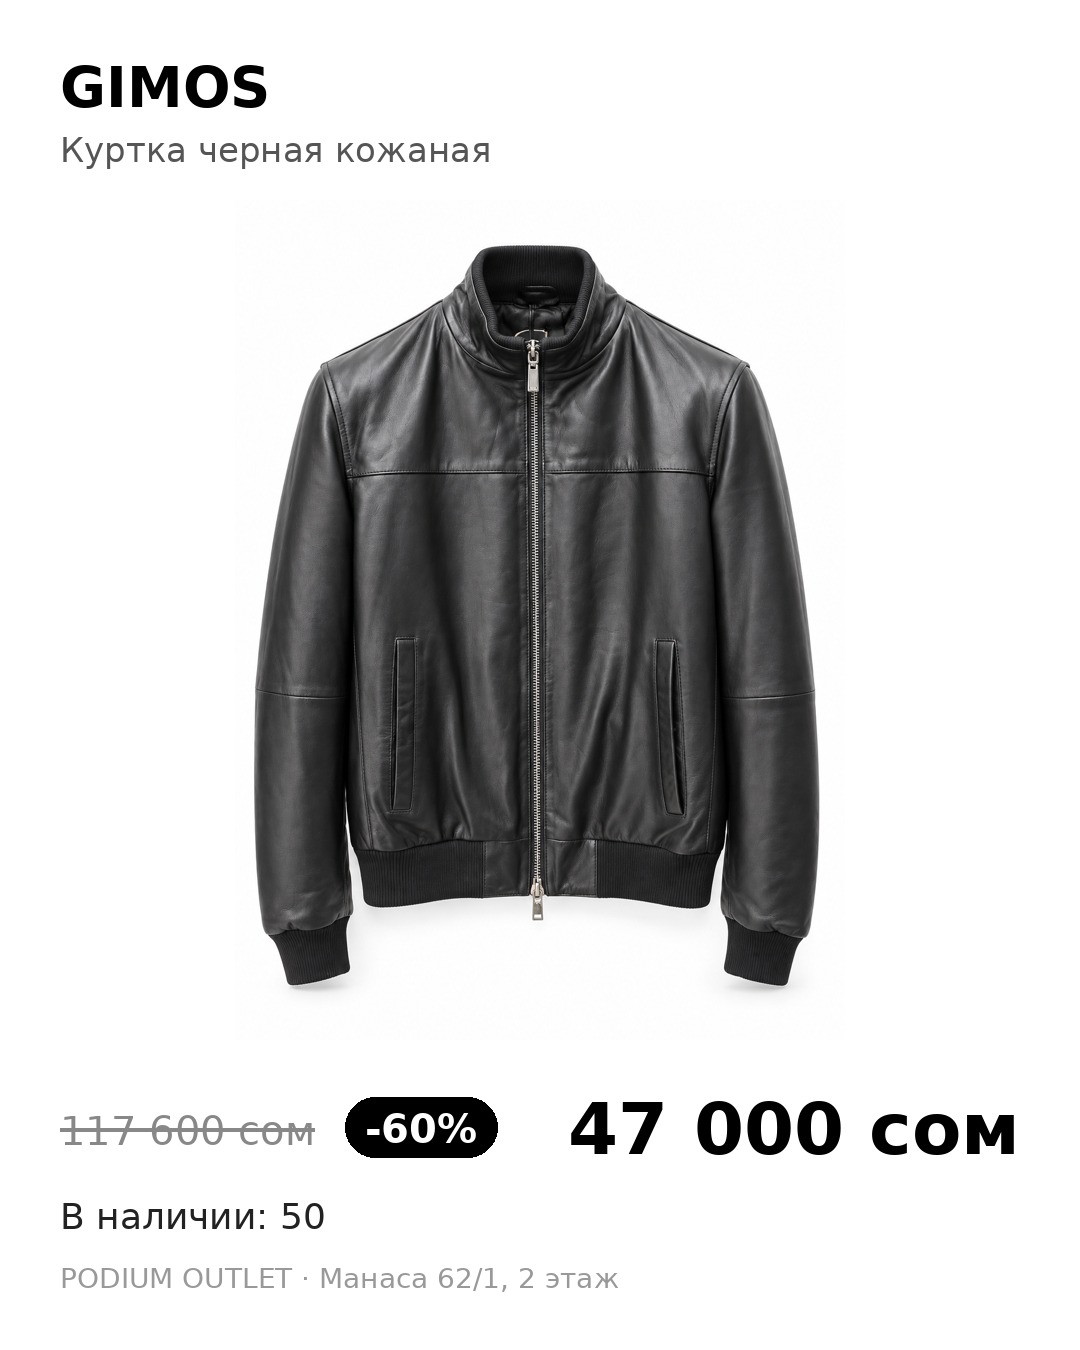 GIMOS
Куртка черная кожаная
117 600 сом
-60%
47 000 сом
В наличии: 50
PODIUM OUTLET · Манаса 62/1, 2 этаж